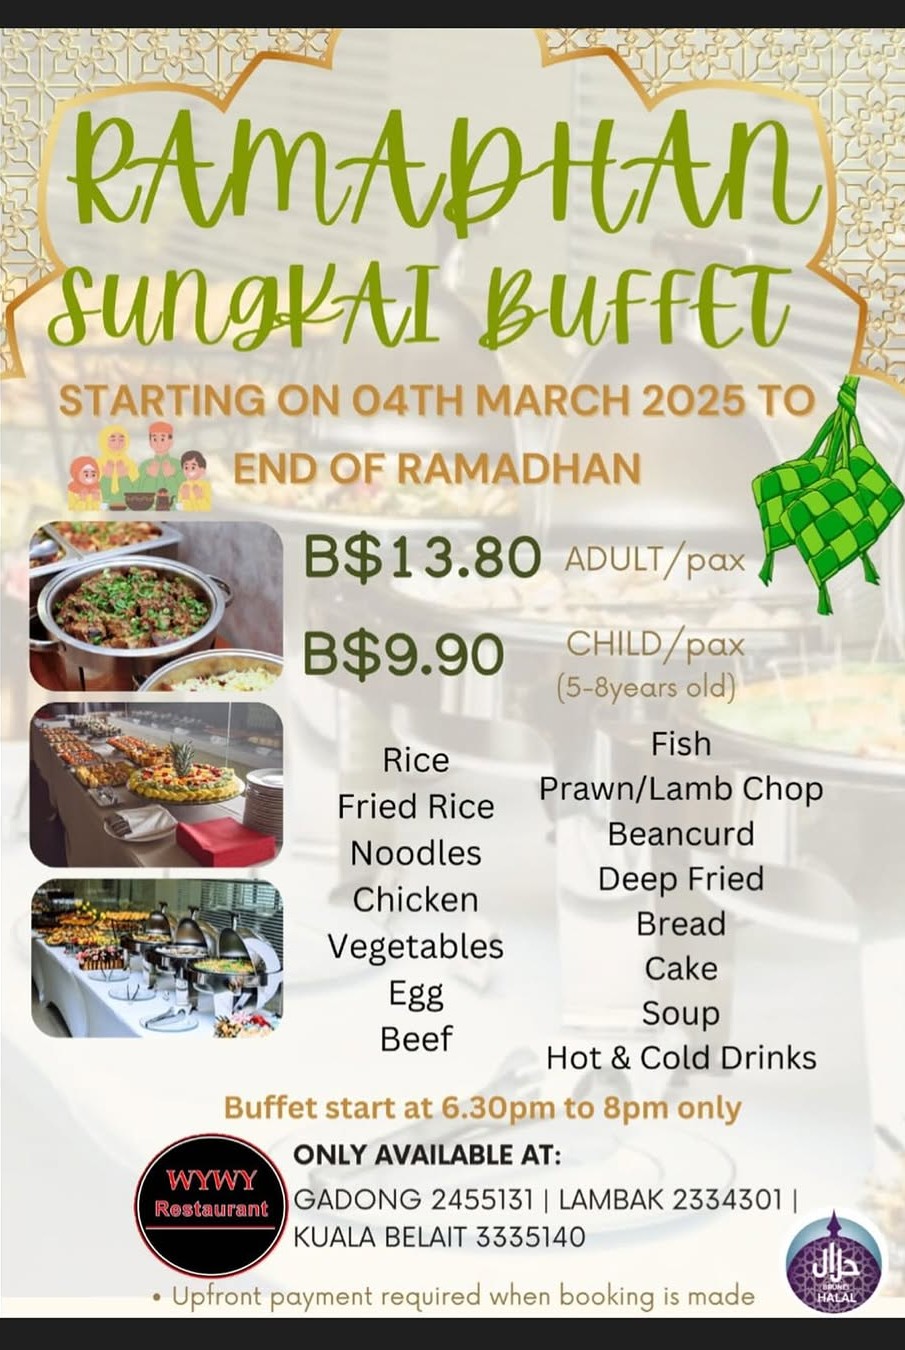 RAMADHAN
SUNGKAI BUFFET
STARTING ON 04TH MARCH 2025 TO
END OF RAMADHAN
B$13.80 ADULT/pax
B$9.90 CHILD/pax
(5-8years old)
Rice
Fried Rice
Noodles
Chicken
Vegetables
Egg
Beef
Fish
Prawn/Lamb Chop
Beancurd
Deep Fried
Bread
Cake
Soup
Hot & Cold Drinks
Buffet start at 6.30pm to 8pm only
WYWY
Restaurant
ONLY AVAILABLE AT:
GADONG 2455131 | LAMBAK 2334301 |
KUALA BELAIT 3335140
حلال
BRUNEI
HALAL
• Upfront payment required when booking is made